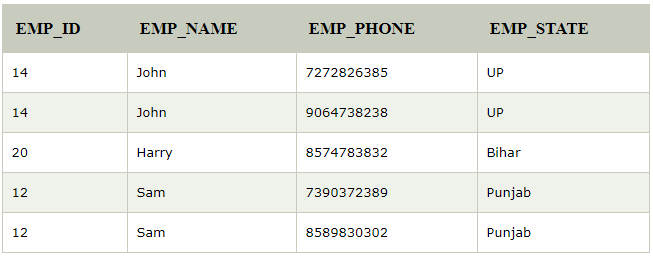 EMP_ID EMP_NAME EMP_PHONE EMP_STATE
14 John 7272826385 UP
14 John 9064738238 UP
20 Harry 8574783832 Bihar
12 Sam 7390372389 Punjab
12 Sam 8589830302 Punjab